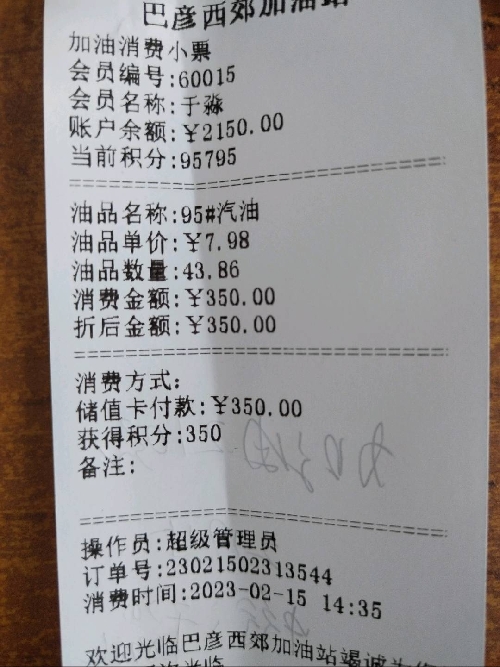 巴彦西郊加油站
加油消费小票
会员编号:60015
会员名称:于淼
账户余额:￥2150.00
当前积分:95795
油品名称:95#汽油
油品单价:￥7.98
油品数量:43.86
消费金额:￥350.00
折后金额:￥350.00
消费方式:
储值卡付款:￥350.00
获得积分:350
备注:
操作员:超级管理员
订单号:23021502313544
消费时间:2023-02-15 14:35
欢迎光临巴彦西郊加油站竭诚为